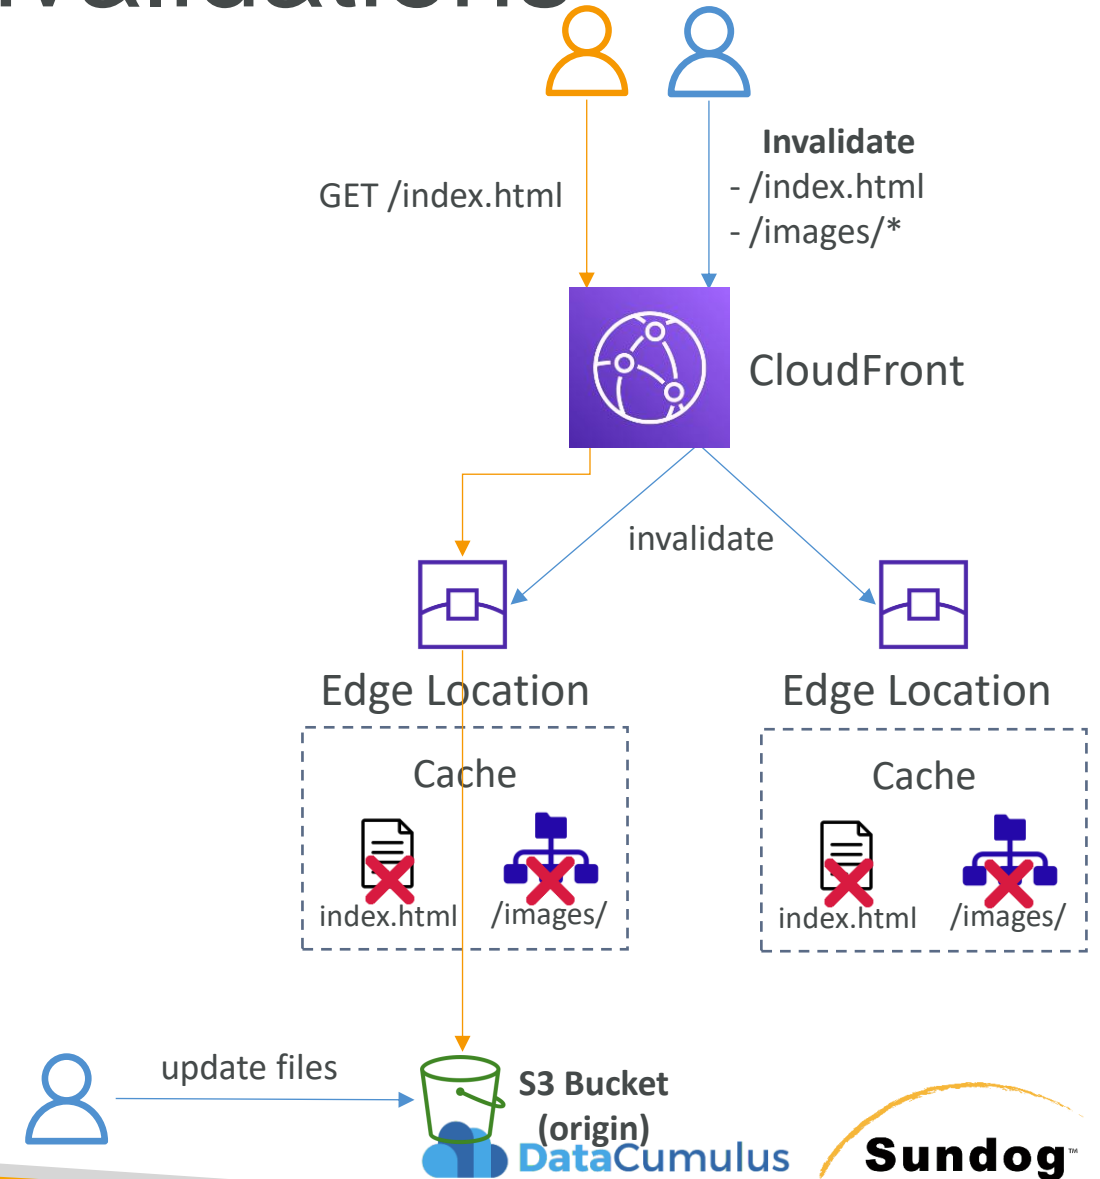 Invalidate
GET /index.html
- /index.html
- /images/*
CloudFront
invalidate
Edge Location
Edge Location
Cache
Cache
index.html
/images/
index.html
/images/
update files
S3 Bucket
(origin)
DataCumulus
Sundog™